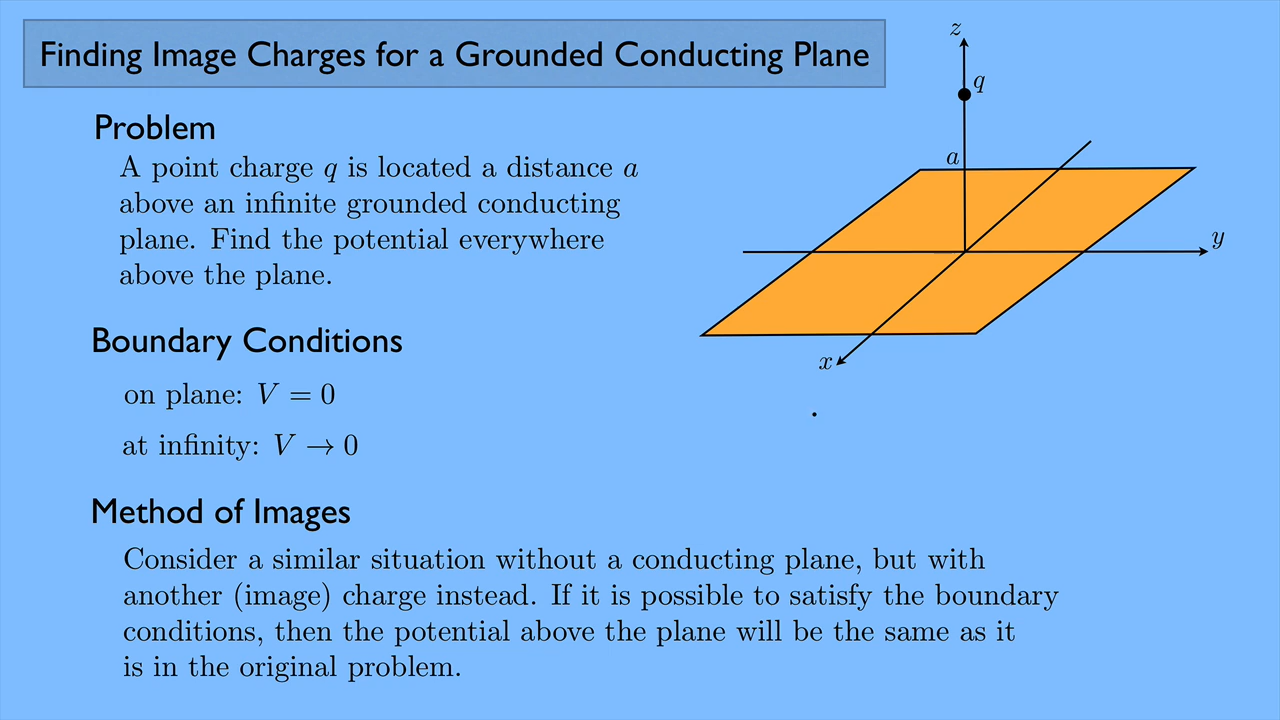 Finding Image Charges for a Grounded Conducting Plane
Problem
A point charge q is located a distance a
above an infinite grounded conducting
plane. Find the potential everywhere
above the plane.
Boundary Conditions
on plane: V = 0
at infinity: V → 0
Method of Images
Consider a similar situation without a conducting plane, but with
another (image) charge instead. If it is possible to satisfy the boundary
conditions, then the potential above the plane will be the same as it
is in the original problem.
z
q
a
y
x